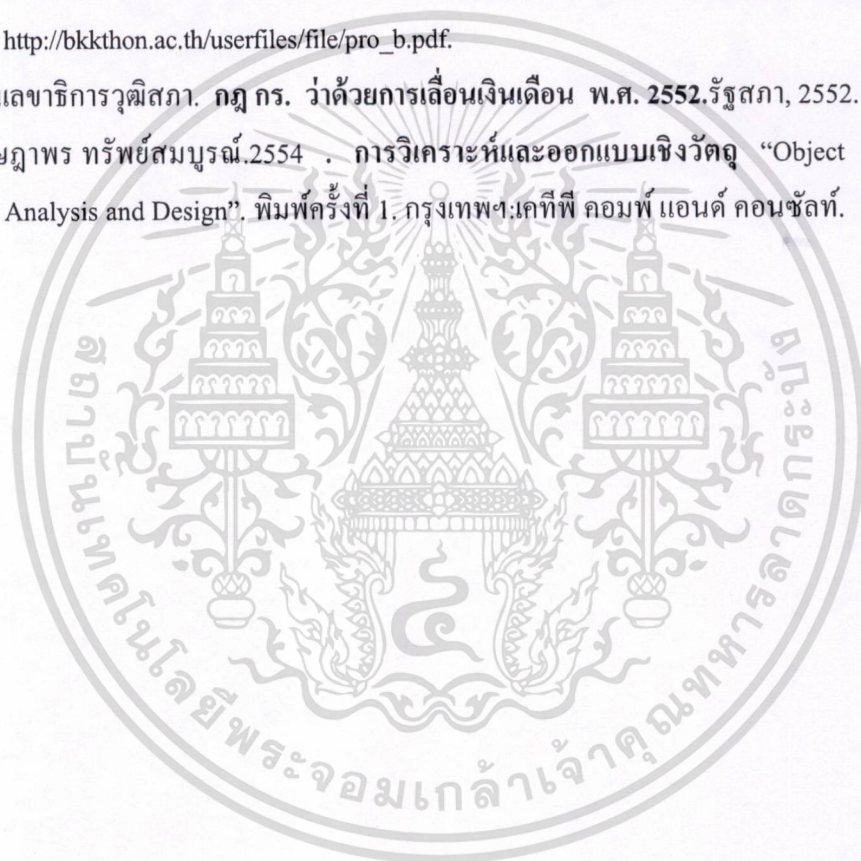 http://bkkthon.ac.th/userfiles/file/pro_b.pdf.
เลขาธิการวุฒิสภา. กฎ กร. ว่าด้วยการเลื่อนเงินเดือน พ.ศ. 2552.รัฐสภา, 2552.
ษฎาพร ทรัพย์สมบูรณ์.2554 . การวิเคราะห์และออกแบบเชิงวัตถุ “Object
Analysis and Design”. พิมพ์ครั้งที่ 1. กรุงเทพฯ:เคทีพี คอมพ์ แอนด์ คอนซัลท์.
สถาบันเทคโนโลยีพระจอมเกล้าเจ้าคุณทหารลาดกระบัง